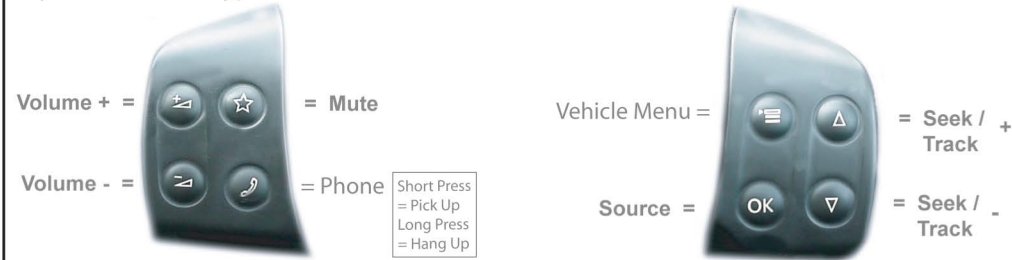 Volume + =
= Mute
Volume - =
= Phone
Short Press
= Pick Up
Long Press
= Hang Up
Vehicle Menu =
= Seek / +
Track
Source =
OK
= Seek / -
Track